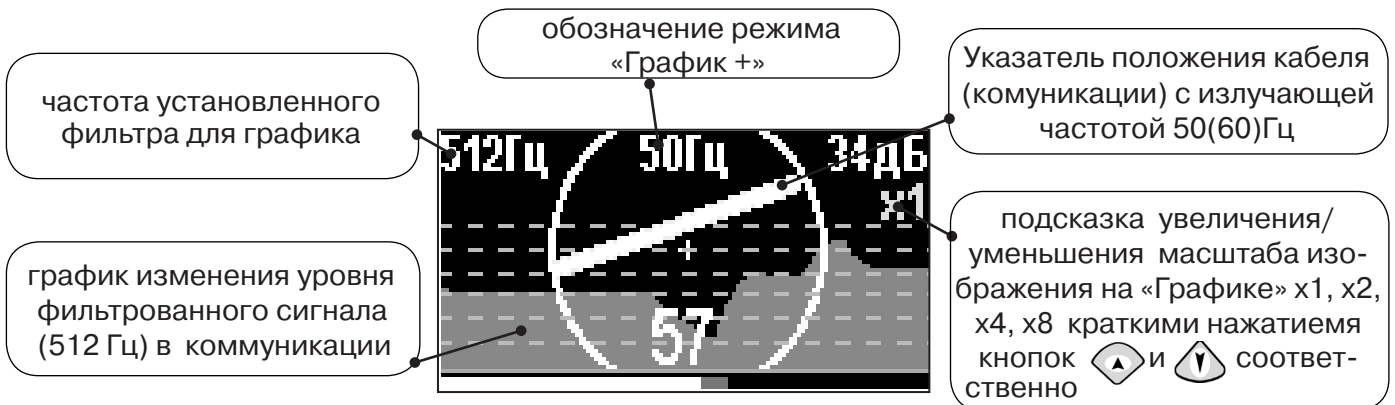 обозначение режима
«График +»
частота установленного
фильтра для графика
Указатель положения кабеля
(комуникации) с излучающей
частотой 50(60)Гц
512Гц 50Гц 34дБ
x1
57
график изменения уровня
фильтрованного сигнала
(512 Гц) в коммуникации
подсказка увеличения/
уменьшения масштаба изо-
бражения на «Графике» x1, x2,
x4, x8 краткими нажатиемя
кнопок и соответ-
ственно